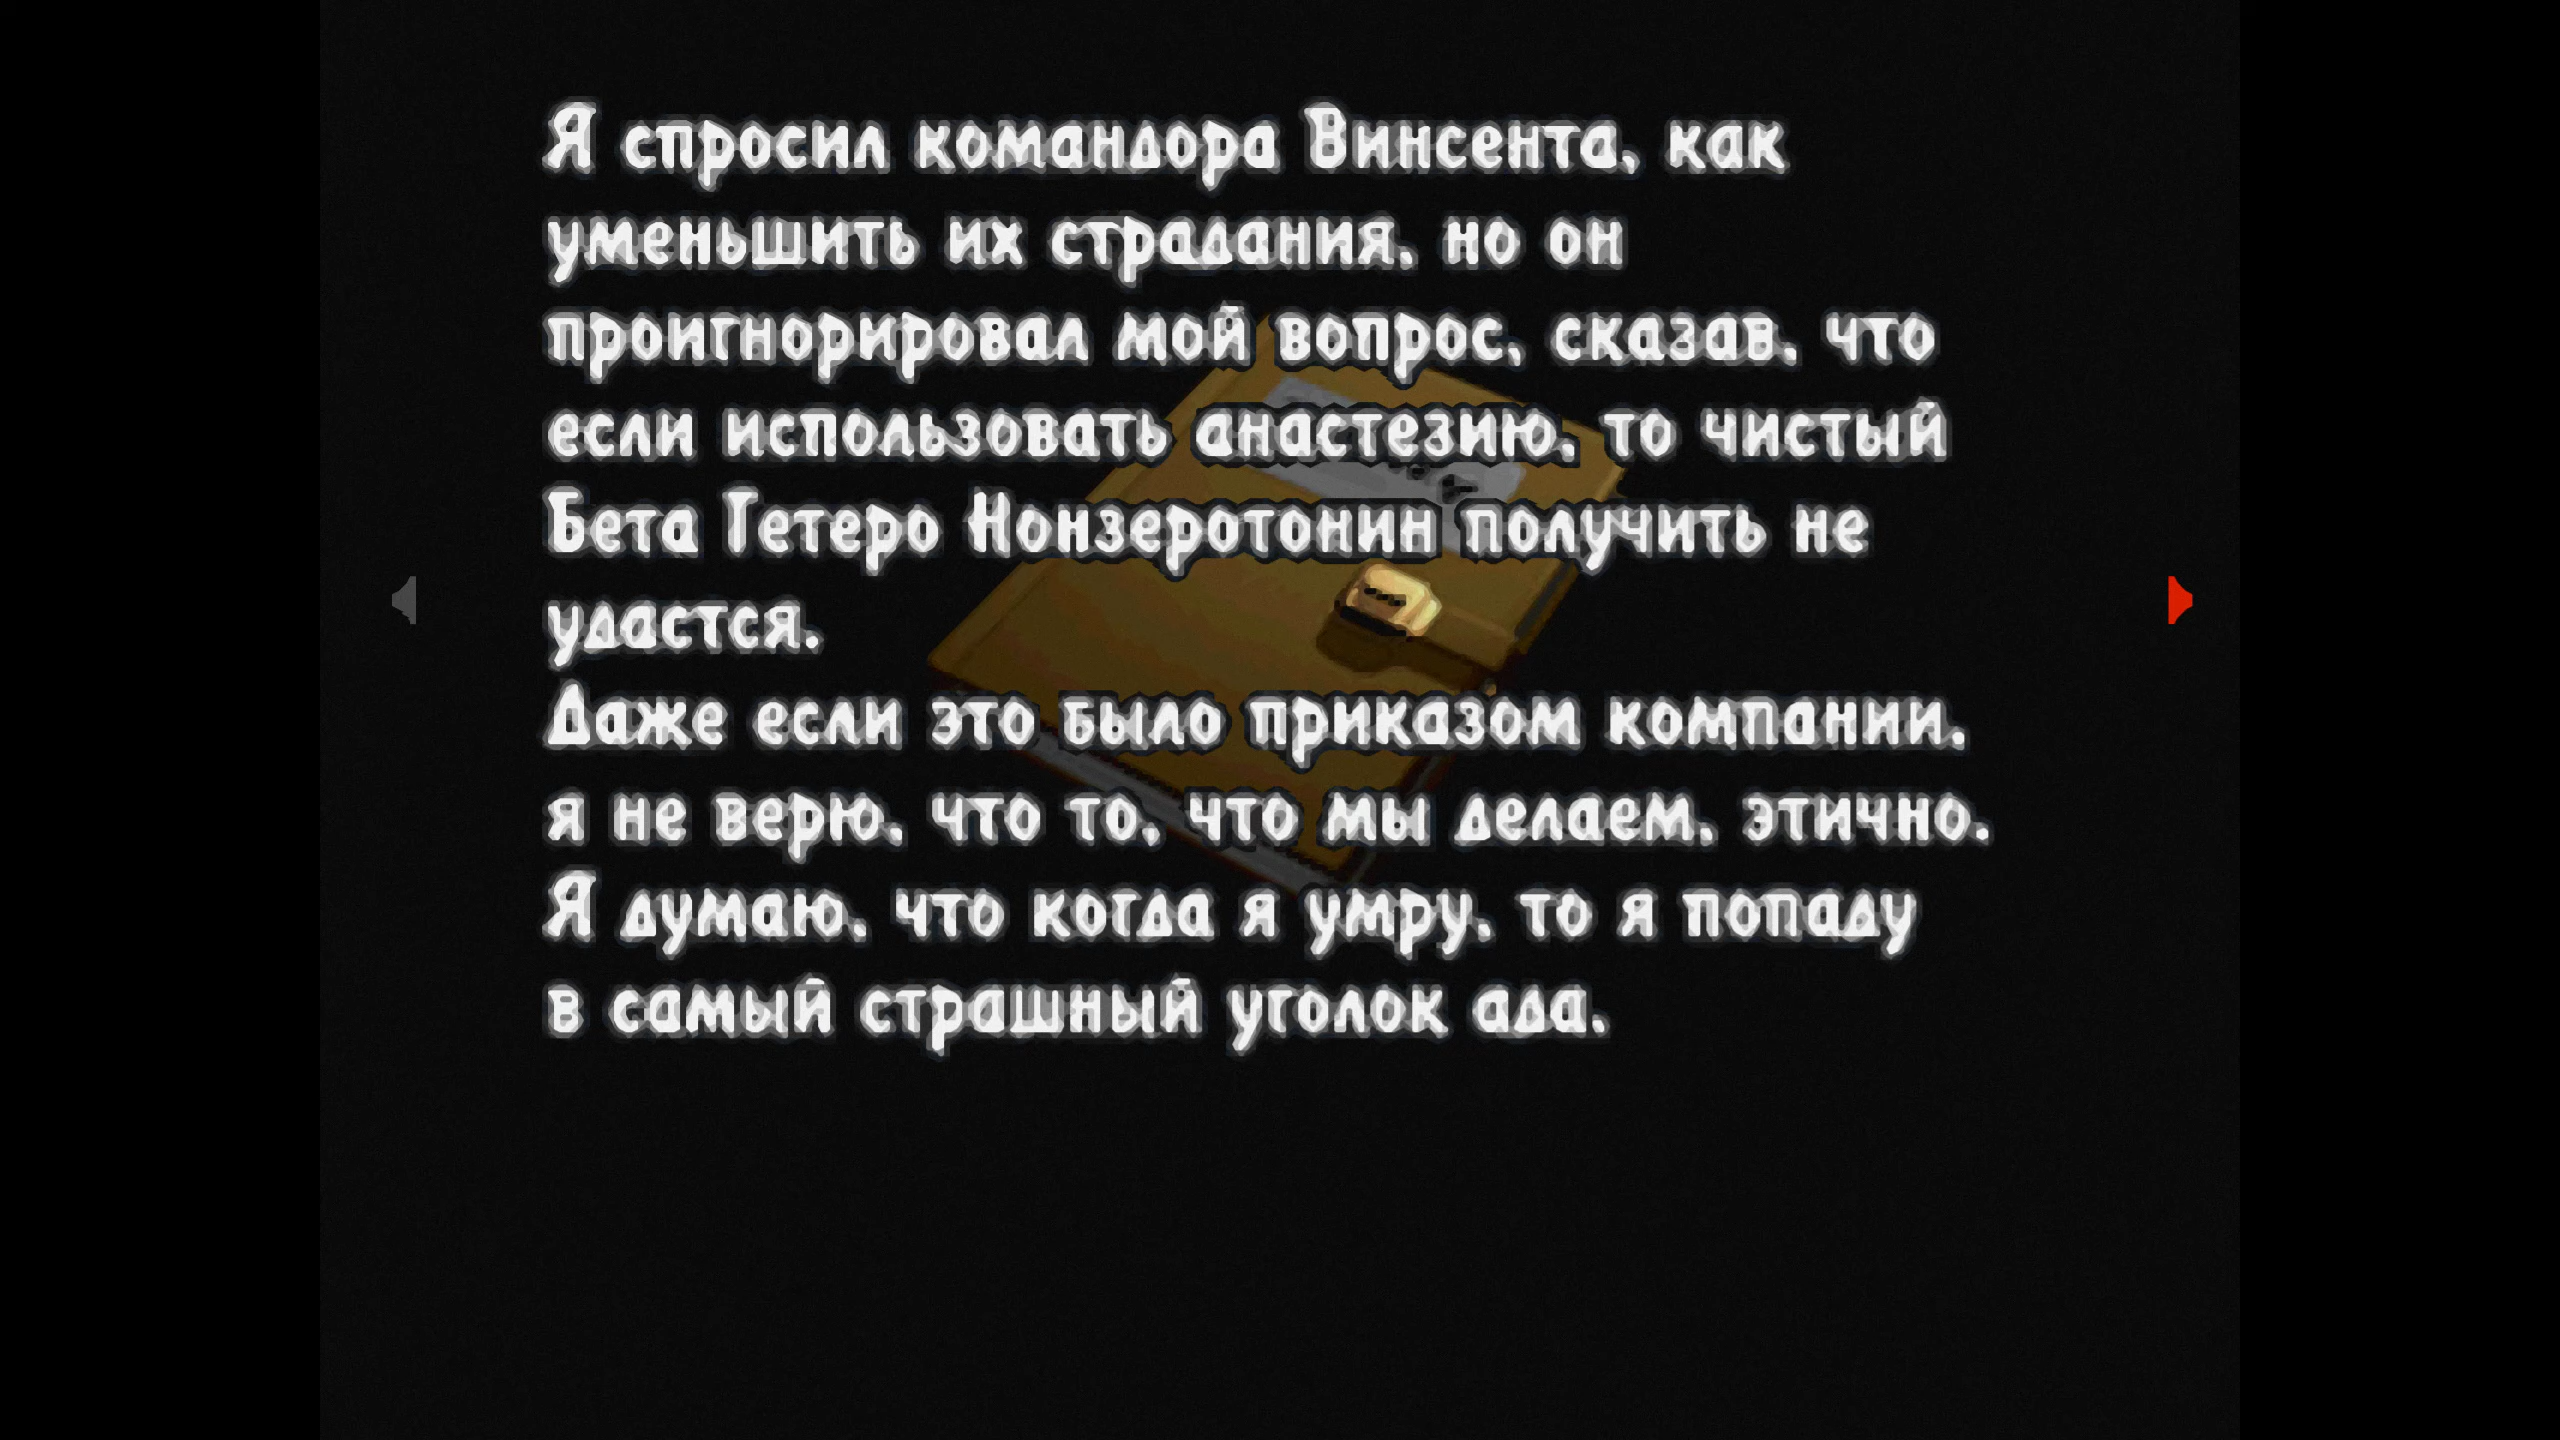 Я спросил командора Винсента, как
уменьшить их страдания, но он
проигнорировал мой вопрос, сказав, что
если использовать анастезию, то чистый
Бета Гетеро Нонзеротонин получить не
удастся.
Даже если это было приказом компании,
я не верю, что то, что мы делаем, этично.
Я думаю, что когда я умру, то я попаду
в самый страшный уголок ада.